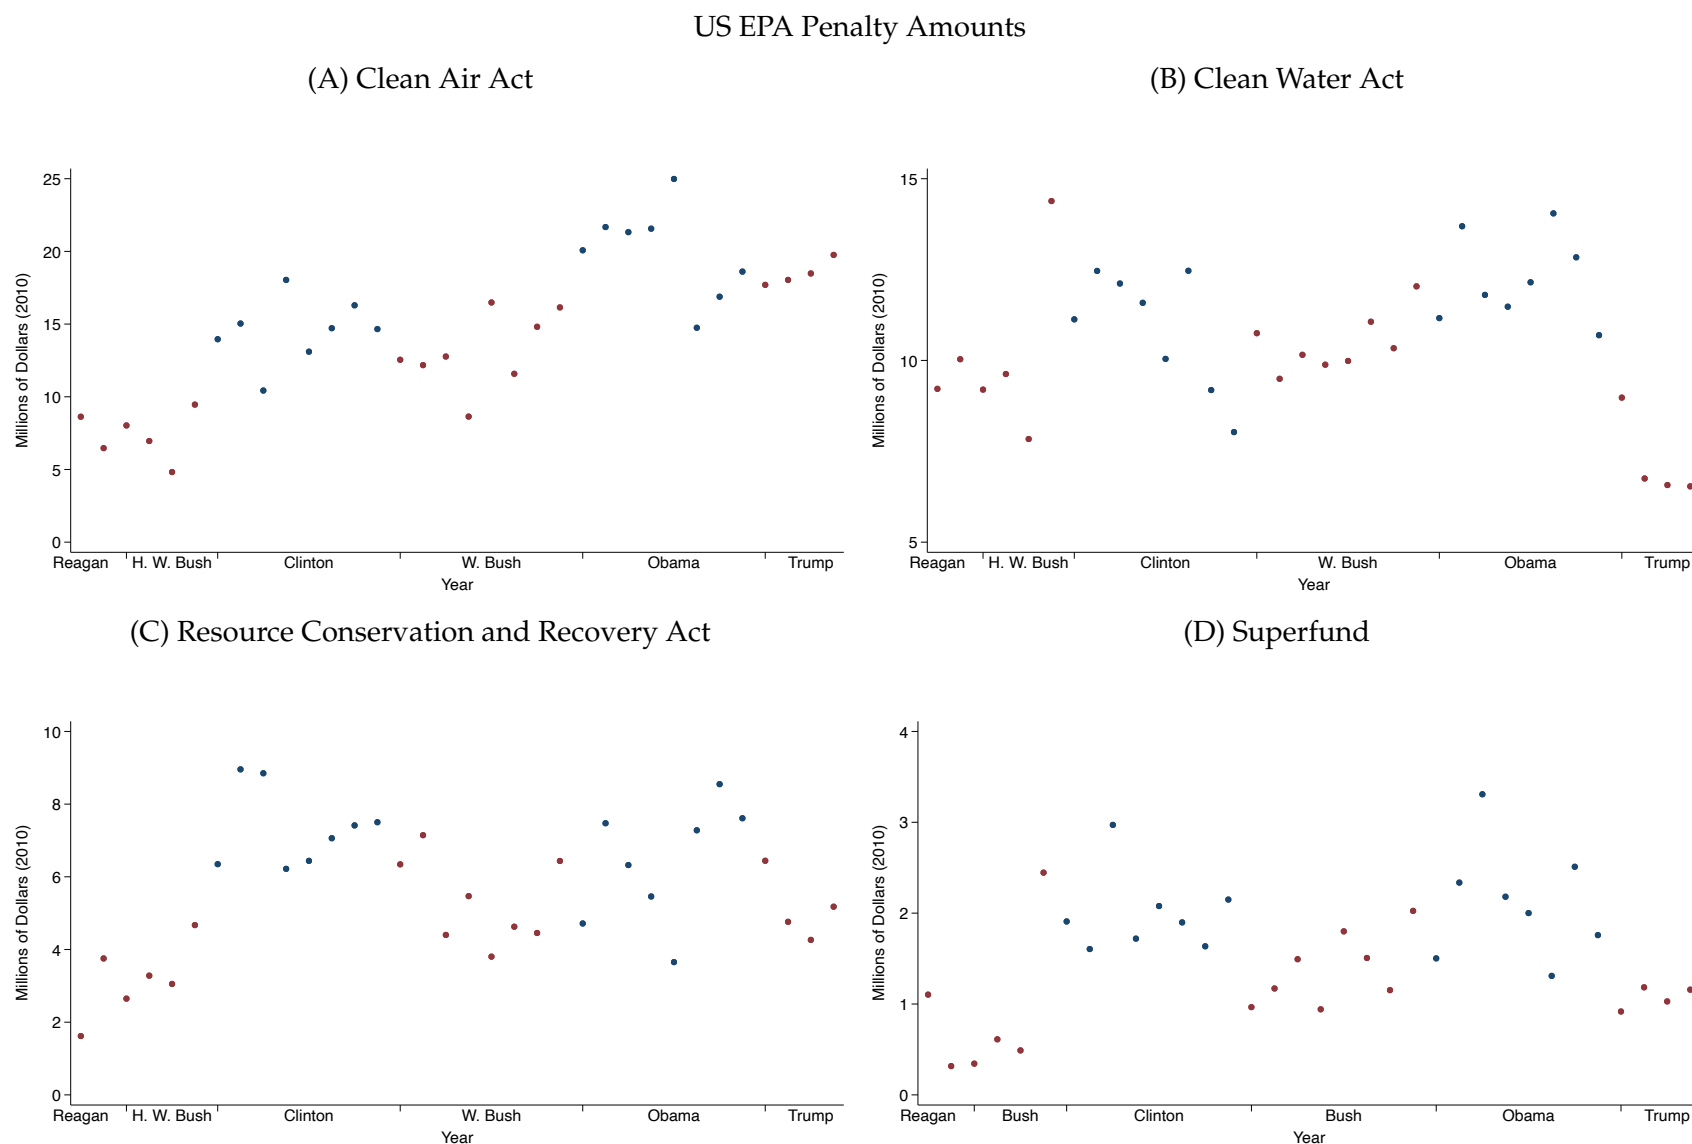 US EPA Penalty Amounts
(A) Clean Air Act
Millions of Dollars (2010)
25
20
15
10
5
0
Reagan H. W. Bush Clinton W. Bush Obama Trump
Year
(B) Clean Water Act
Millions of Dollars (2010)
15
10
5
Reagan H. W. Bush Clinton W. Bush Obama Trump
Year
(C) Resource Conservation and Recovery Act
Millions of Dollars (2010)
10
8
6
4
2
0
Reagan H. W. Bush Clinton W. Bush Obama Trump
Year
(D) Superfund
Millions of Dollars (2010)
4
3
2
1
0
Reagan Bush Clinton Bush Obama Trump
Year